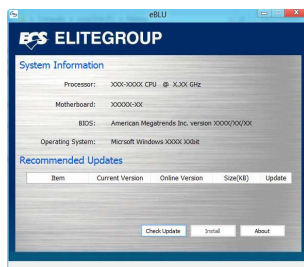 eBLU
ECS ELITEGROUP
System Information
Processor: XXX-XXXX CPU @ X.XX GHz
Motherboard: XXXXX-XX
BIOS: American Megatrends Inc. version XXXX/XX/XX
Operating System: Micrsoft Windows XXXX XXbit
Recommended Updates
Item Current Version Online Version Size(KB) Update
Check Update Install About